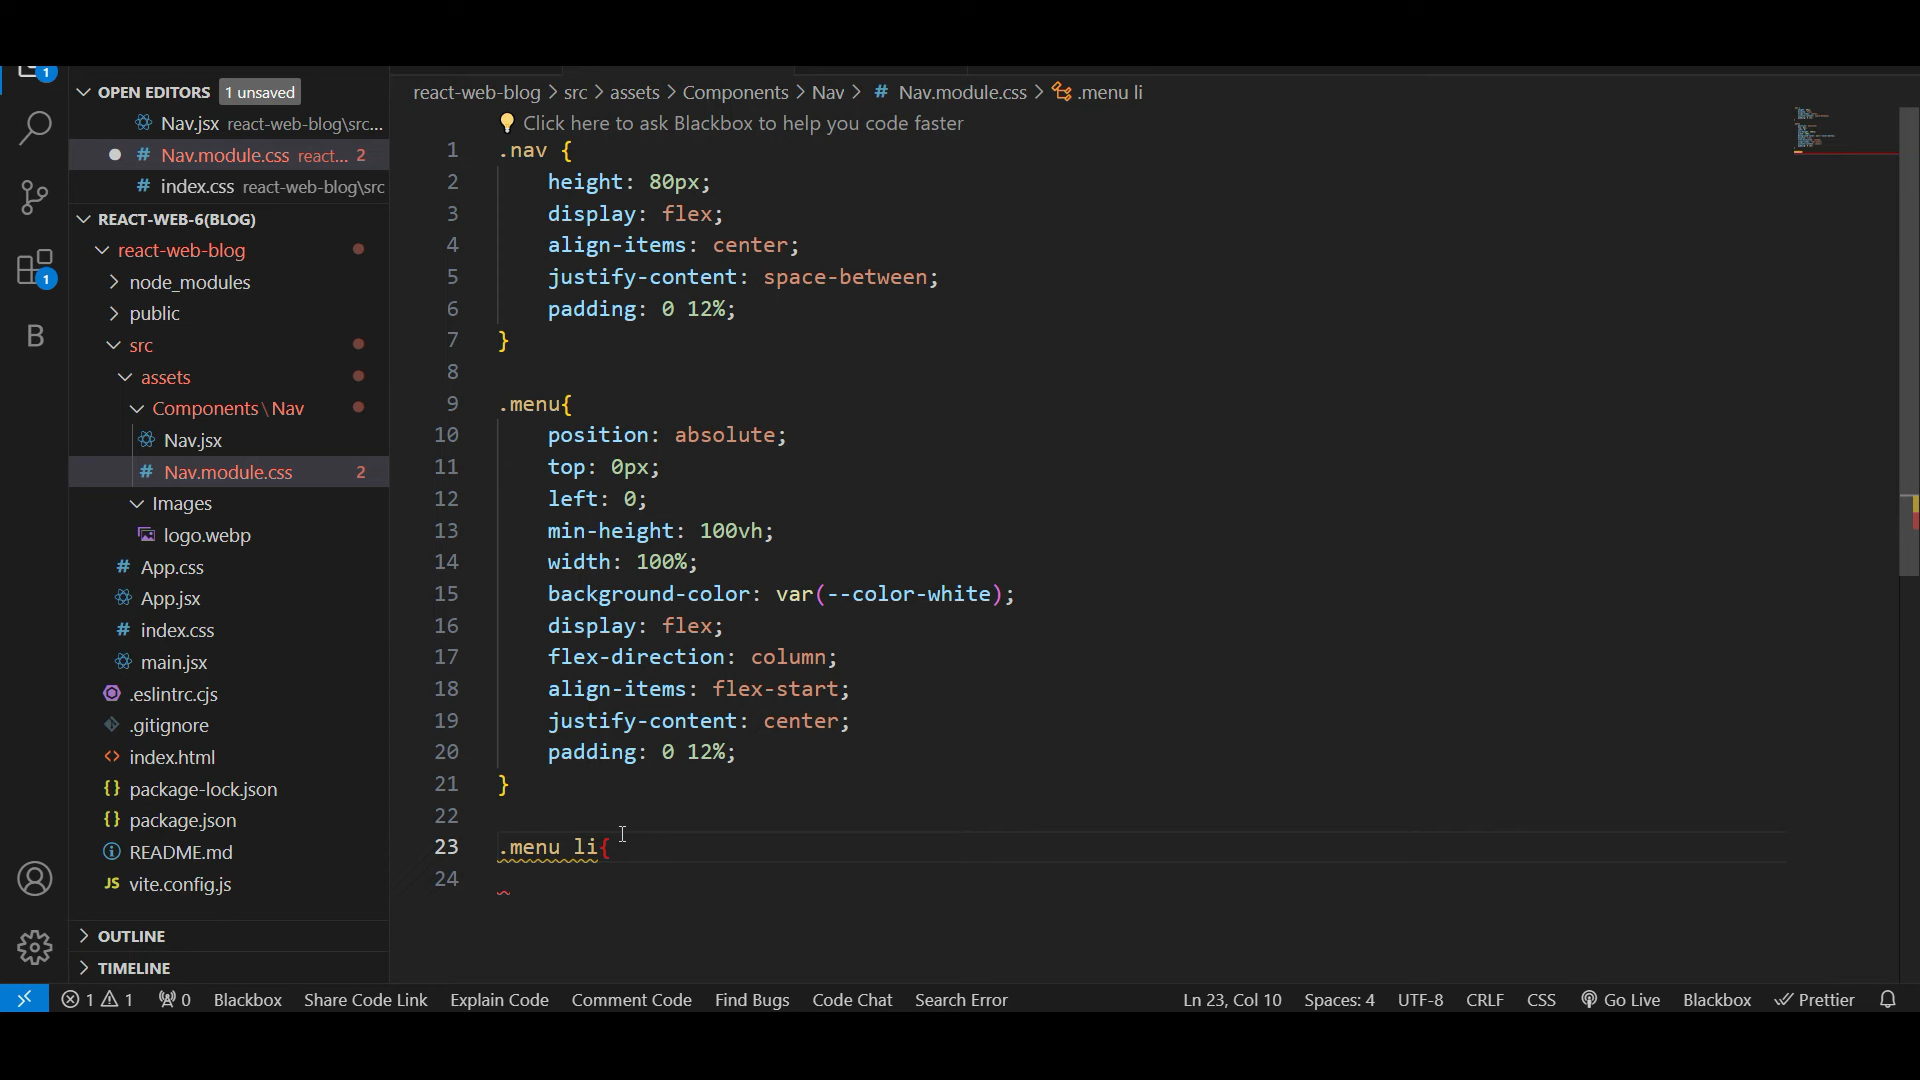 1
OPEN EDITORS 1 unsaved
Nav.jsx react-web-blog\src...
# Nav.module.css react... 2
# index.css react-web-blog\src
REACT-WEB-6(BLOG)
react-web-blog
node_modules
public
src
assets
Components\Nav
Nav.jsx
# Nav.module.css 2
Images
logo.webp
# App.css
App.jsx
# index.css
main.jsx
.eslintrc.cjs
.gitignore
<> index.html
{} package-lock.json
{} package.json
README.md
JS vite.config.js
OUTLINE
TIMELINE
1
B
react-web-blog > src > assets > Components > Nav > # Nav.module.css > .menu li
Click here to ask Blackbox to help you code faster
1 .nav {
2 height: 80px;
3 display: flex;
4 align-items: center;
5 justify-content: space-between;
6 padding: 0 12%;
7 }
8
9 .menu{
10 position: absolute;
11 top: 0px;
12 left: 0;
13 min-height: 100vh;
14 width: 100%;
15 background-color: var(--color-white);
16 display: flex;
17 flex-direction: column;
18 align-items: flex-start;
19 justify-content: center;
20 padding: 0 12%;
21 }
22
23 .menu li{
24
1 1 0 Blackbox Share Code Link Explain Code Comment Code Find Bugs Code Chat Search Error Ln 23, Col 10 Spaces: 4 UTF-8 CRLF CSS Go Live Blackbox Prettier